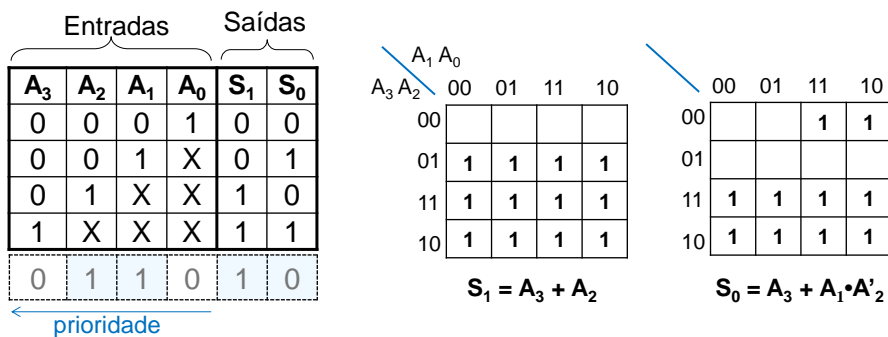 Entradas Saídas
A3 A2 A1 A0 S1 S0
0 0 0 1 0 0
0 0 1 X 0 1
0 1 X X 1 0
1 X X X 1 1
0 1 1 0 1 0
prioridade
A1 A0
A3 A2 00 01 11 10
00
01 1 1 1 1
11 1 1 1 1
10 1 1 1 1
S1 = A3 + A2
00 01 11 10
00 1 1
01
11 1 1 1 1
10 1 1 1 1
S0 = A3 + A1•A'2